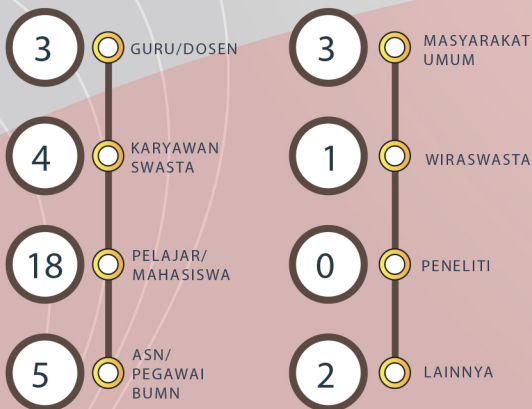 3
GURU/DOSEN
4
KARYAWAN
SWASTA
18
PELAJAR/
MAHASISWA
5
ASN/
PEGAWAI
BUMN
3
MASYARAKAT
UMUM
1
WIRASWASTA
0
PENELITI
2
LAINNYA